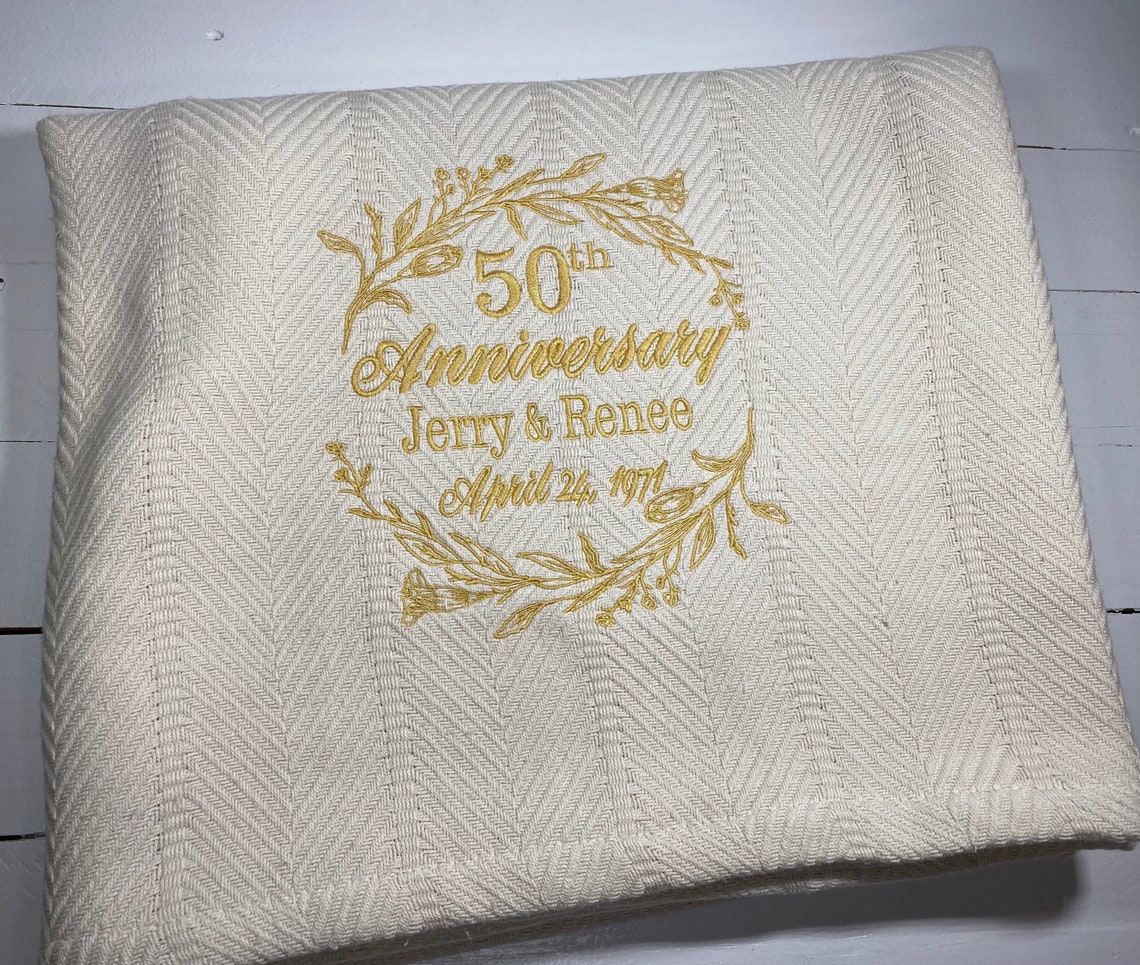 50th
Anniversary
Jerry & Renee
April 24, 1971